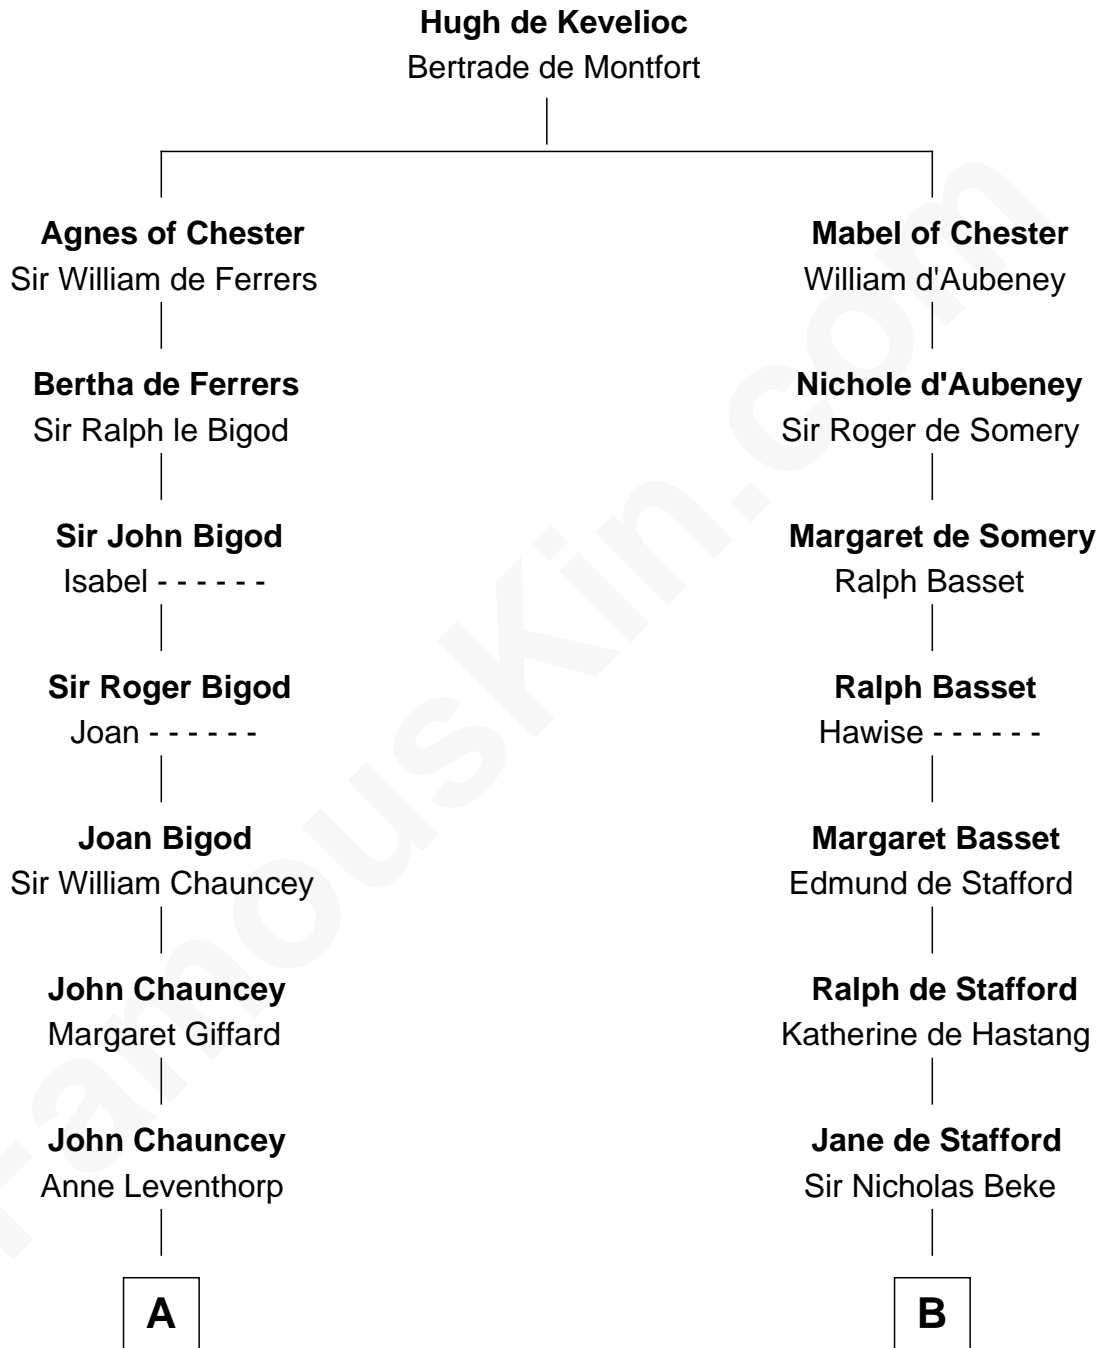 Hugh de Kevelioc
Bertrade de Montfort
Agnes of Chester
Sir William de Ferrers
Mabel of Chester
William d'Aubeney
Bertha de Ferrers
Sir Ralph le Bigod
Nichole d'Aubeney
Sir Roger de Somery
Sir John Bigod
Isabel - - - - - -
Margaret de Somery
Ralph Basset
Sir Roger Bigod
Joan - - - - - -
Ralph Basset
Hawise - - - - - -
Joan Bigod
Sir William Chauncey
Margaret Basset
Edmund de Stafford
John Chauncey
Margaret Giffard
Ralph de Stafford
Katherine de Hastang
John Chauncey
Anne Leventhorp
Jane de Stafford
Sir Nicholas Beke
A
B
FamousKin.com